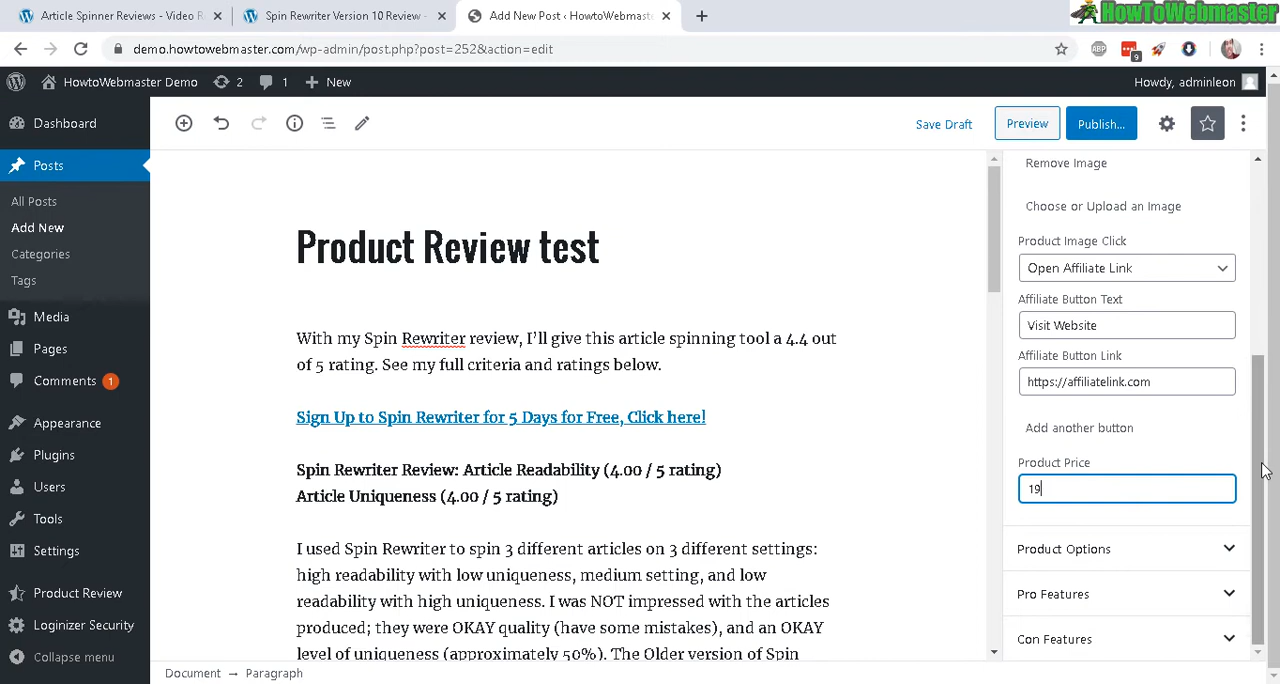 Article Spinner Reviews - Video R
Spin Rewriter Version 10 Review -
Add New Post ‹ HowtoWebmast
HowToWebmaster
demo.howtowebmaster.com/wp-admin/post.php?post=252&action=edit
ABP
9
HowtoWebmaster Demo
2
1
New
Howdy, adminleon
Dashboard
Posts
All Posts
Add New
Categories
Tags
Media
Pages
Comments 1
Appearance
Plugins
Users
Tools
Settings
Product Review
Loginizer Security
Collapse menu
Save Draft
Preview
Publish...
Product Review test
With my Spin Rewriter review, I'll give this article spinning tool a 4.4 out
of 5 rating. See my full criteria and ratings below.
Sign Up to Spin Rewriter for 5 Days for Free, Click here!
Spin Rewriter Review: Article Readability (4.00 / 5 rating)
Article Uniqueness (4.00 / 5 rating)
I used Spin Rewriter to spin 3 different articles on 3 different settings:
high readability with low uniqueness, medium setting, and low
readability with high uniqueness. I was NOT impressed with the articles
produced; they were OKAY quality (have some mistakes), and an OKAY
level of uniqueness (approximately 50%). The Older version of Spin
Remove Image
Choose or Upload an Image
Product Image Click
Open Affiliate Link
Affiliate Button Text
Visit Website
Affiliate Button Link
https://affiliatelink.com
Add another button
Product Price
19
Product Options
Pro Features
Con Features
Document → Paragraph